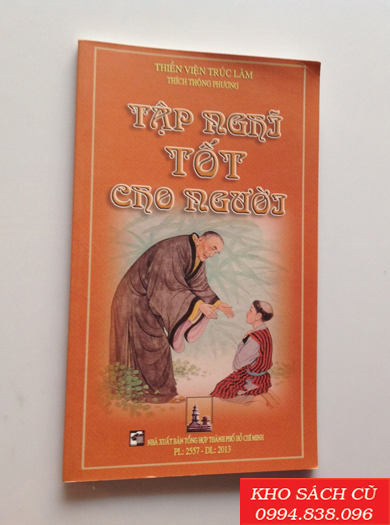 THIỀN VIỆN TRÚC LÂM
THÍCH THÔNG PHƯƠNG
TẬP NGHĨ
TỐT
CHO NGƯỜI
NHÀ XUẤT BẢN TỔNG HỢP THÀNH PHỐ HỒ CHÍ MINH
PL: 2557 - DL: 2013
KHO SÁCH CŨ
0994.838.096